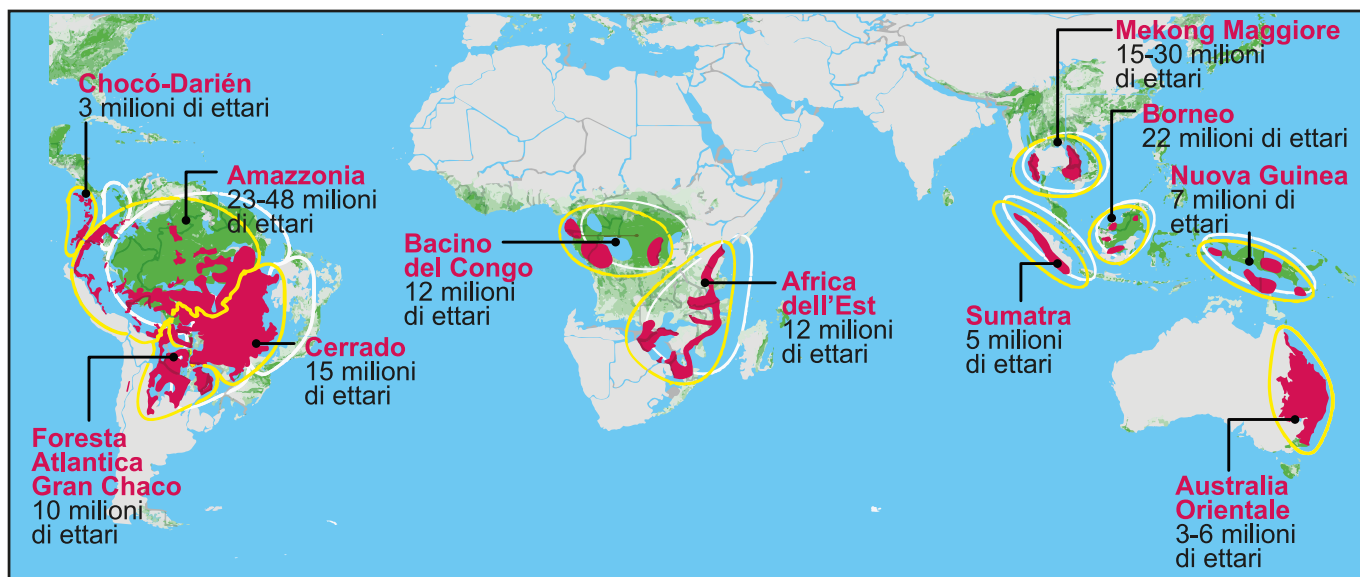 Chocó-Darién
3 milioni di ettari
Amazzonia
23-48 milioni
di ettari
Cerrado
15 milioni
di ettari
Foresta
Atlantica
Gran Chaco
10 milioni
di ettari
Bacino
del Congo
12 milioni
di ettari
Africa
dell'Est
12 milioni
di ettari
Mekong Maggiore
15-30 milioni
di ettari
Borneo
22 milioni di ettari
Nuova Guinea
7 milioni di
ettari
Sumatra
5 milioni
di ettari
Australia
Orientale
3-6 milioni
di ettari